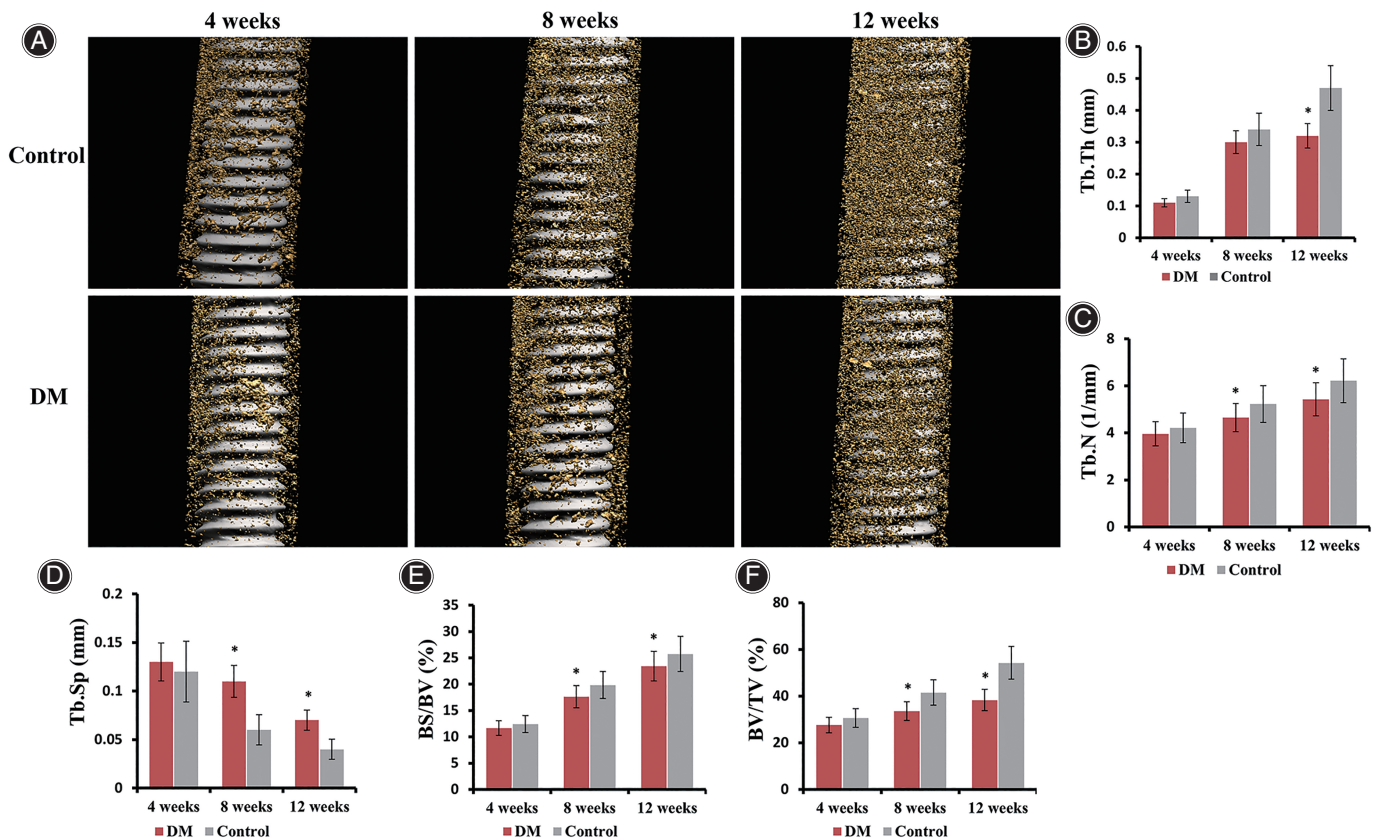 4 weeks 8 weeks 12 weeks
A
Control
DM
B
Tb.Th (mm)
0.6
0.5
0.4
0.3
0.2
0.1
0
*
4 weeks 8 weeks 12 weeks
DM Control
C
Tb.N (1/mm)
8
6
4
2
0
* *
4 weeks 8 weeks 12 weeks
DM Control
D
Tb.Sp (mm)
0.2
0.15
0.1
0.05
0
* *
4 weeks 8 weeks 12 weeks
DM Control
E
BS/BV (%)
35
30
25
20
15
10
5
0
* *
4 weeks 8 weeks 12 weeks
DM Control
F
BV/TV (%)
80
60
40
20
0
* *
4 weeks 8 weeks 12 weeks
DM Control